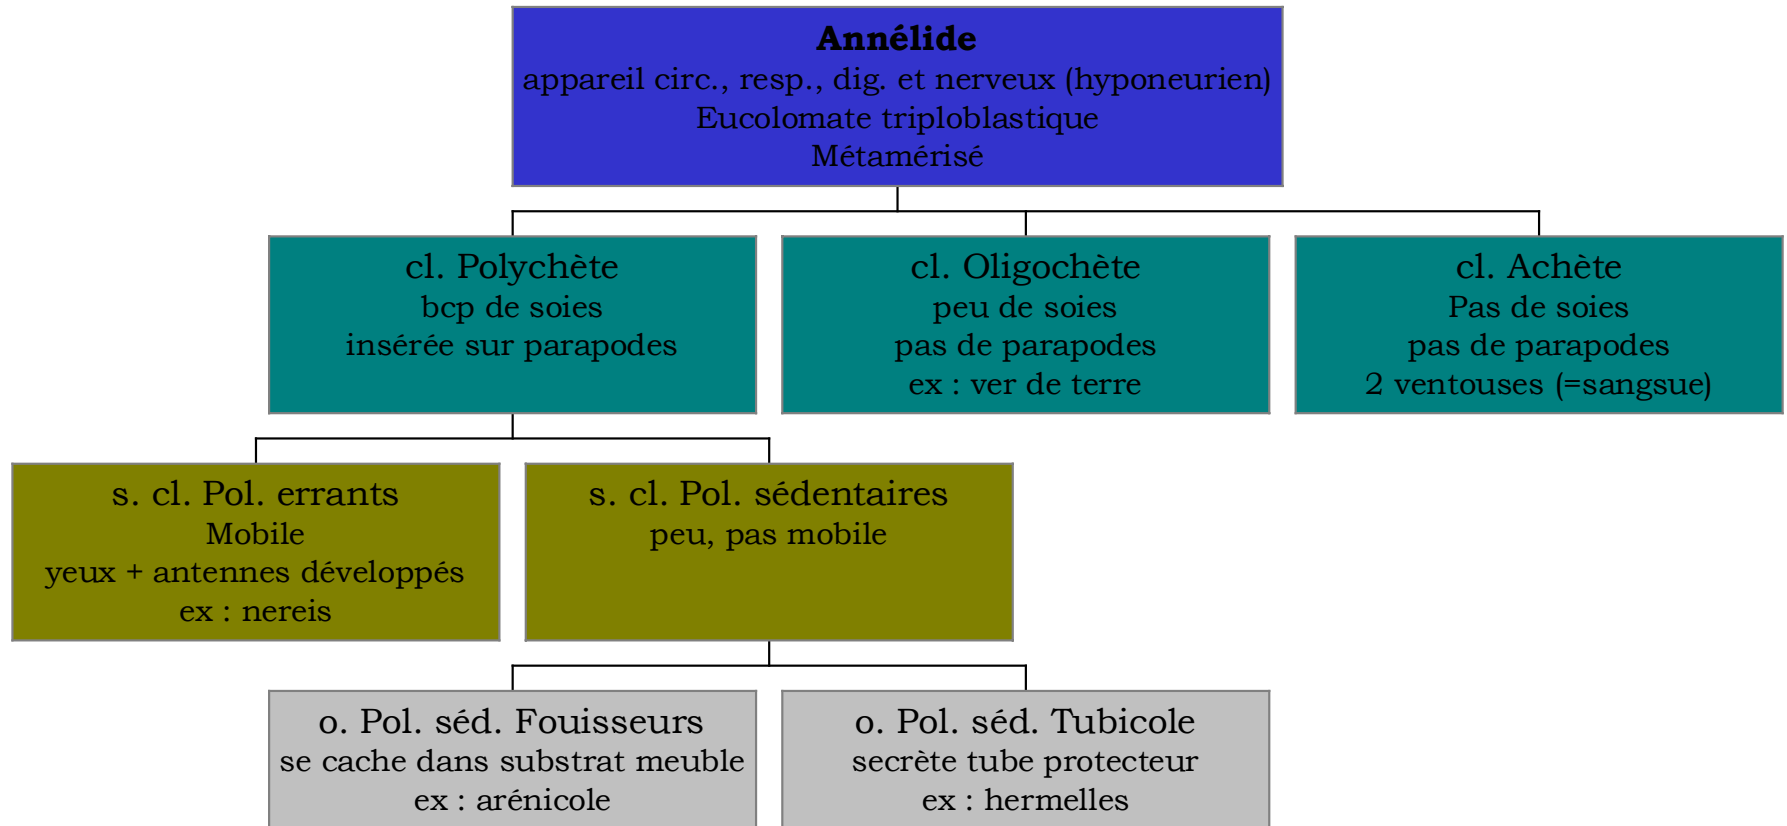 Annélide
appareil circ., resp., dig. et nerveux (hyponeurien)
Eucolomate triploblastique
Métamérisé
cl. Polychète
bcp de soies
insérée sur parapodes
cl. Oligochète
peu de soies
pas de parapodes
ex : ver de terre
cl. Achète
Pas de soies
pas de parapodes
2 ventouses (=sangsue)
s. cl. Pol. errants
Mobile
yeux + antennes développés
ex : nereis
s. cl. Pol. sédentaires
peu, pas mobile
o. Pol. séd. Fouisseurs
se cache dans substrat meuble
ex : arénicole
o. Pol. séd. Tubicole
secrète tube protecteur
ex : hermelles